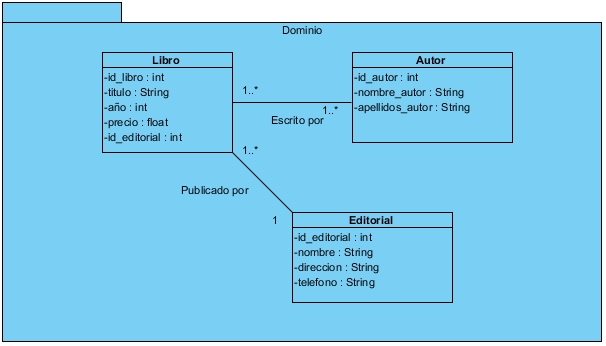 Dominio
Libro
-id_libro : int
-titulo : String
-año : int
-precio : float
-id_editorial : int
1..*
1..*
Escrito por
Autor
-id_autor : int
-nombre_autor : String
-apellidos_autor : String
1..*
Publicado por
1
Editorial
-id_editorial : int
-nombre : String
-direccion : String
-telefono : String